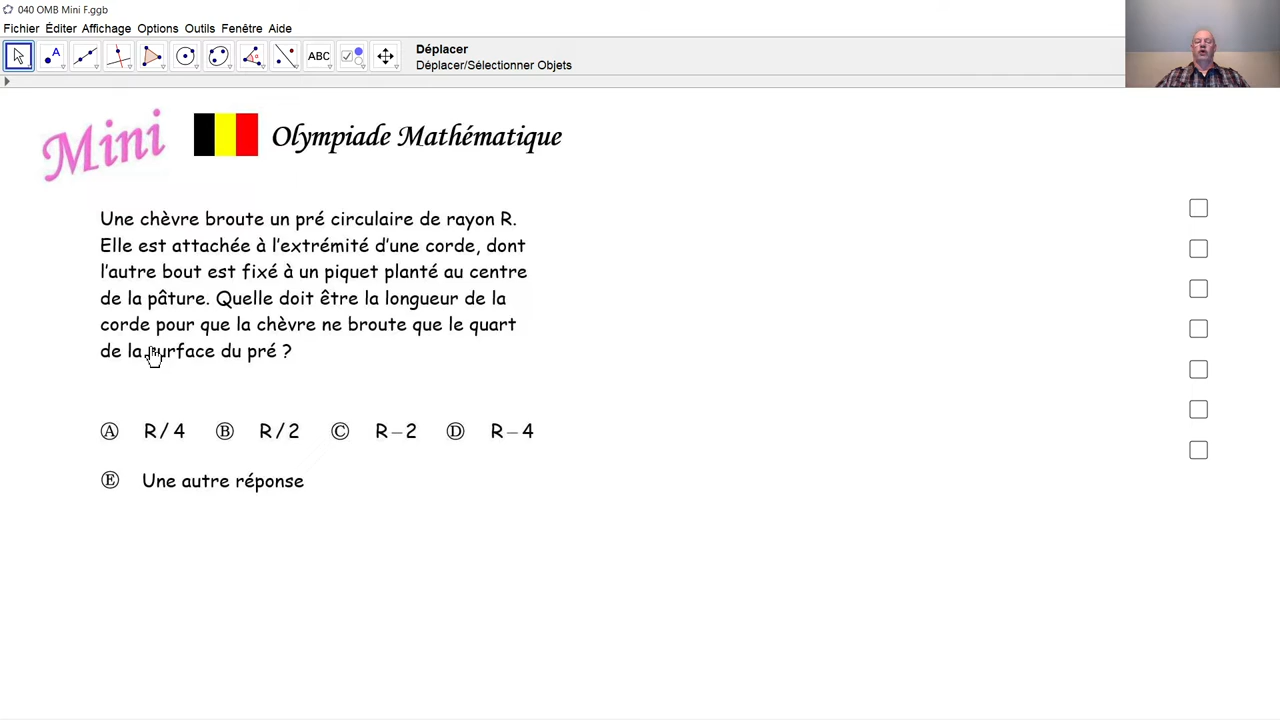 040 OMB Mini F.ggb
Fichier Éditer Affichage Options Outils Fenêtre Aide
A ABC Déplacer
Déplacer/Sélectionner Objets
Mini Olympiade Mathématique
Une chèvre broute un pré circulaire de rayon R.
Elle est attachée à l'extrémité d'une corde, dont
l'autre bout est fixé à un piquet planté au centre
de la pâture. Quelle doit être la longueur de la
corde pour que la chèvre ne broute que le quart
de la surface du pré ?
Ⓐ R / 4 Ⓑ R / 2 Ⓒ R – 2 Ⓓ R – 4
Ⓔ Une autre réponse